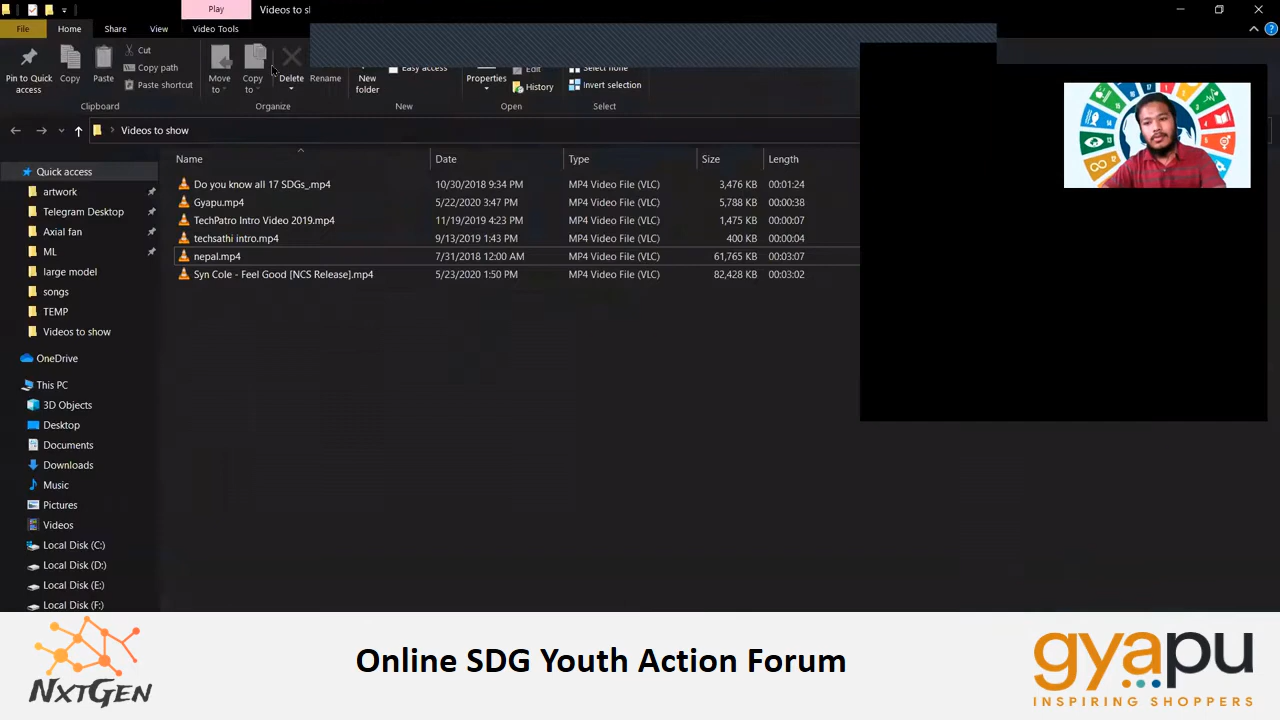 Play
Videos to sl
File
Home
Share
View
Video Tools
Pin to Quick access
Copy
Paste
Cut
Copy path
Paste shortcut
Clipboard
Move to
Copy to
Delete
Rename
Organize
New folder
Easy access
New
Properties
Edit
History
Open
Select none
Invert selection
Select
Videos to show
Name Date Type Size Length
Do you know all 17 SDGs_.mp4 10/30/2018 9:34 PM MP4 Video File (VLC) 3,476 KB 00:01:24
Gyapu.mp4 5/22/2020 3:47 PM MP4 Video File (VLC) 5,788 KB 00:00:38
TechPatro Intro Video 2019.mp4 11/19/2019 4:23 PM MP4 Video File (VLC) 1,475 KB 00:00:07
techsathi intro.mp4 9/13/2019 1:43 PM MP4 Video File (VLC) 400 KB 00:00:04
nepal.mp4 7/31/2018 12:00 AM MP4 Video File (VLC) 61,765 KB 00:03:07
Syn Cole - Feel Good [NCS Release].mp4 5/23/2020 1:50 PM MP4 Video File (VLC) 82,428 KB 00:03:02
Quick access
artwork
Telegram Desktop
Axial fan
ML
large model
songs
TEMP
Videos to show
OneDrive
This PC
3D Objects
Desktop
Documents
Downloads
Music
Pictures
Videos
Local Disk (C:)
Local Disk (D:)
Local Disk (E:)
Local Disk (F:)
NxtGen
Online SDG Youth Action Forum
gyapu
INSPIRING SHOPPERS